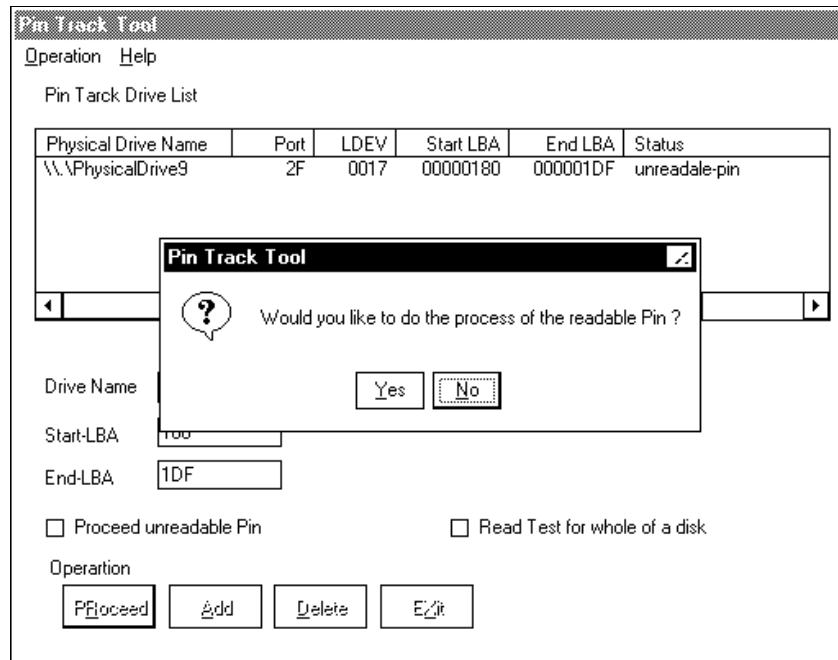 Pin Track Tool
Operation Help
Pin Tarck Drive List
Physical Drive Name Port LDEV Start LBA End LBA Status
\\.\PhysicalDrive9 2F 0017 00000180 000001DF unreadale-pin
Pin Track Tool
?
Would you like to do the process of the readable Pin ?
Yes No
Drive Name
Start-LBA
End-LBA 1DF
Proceed unreadable Pin Read Test for whole of a disk
Operartion
PRoceed Add Delete EXit